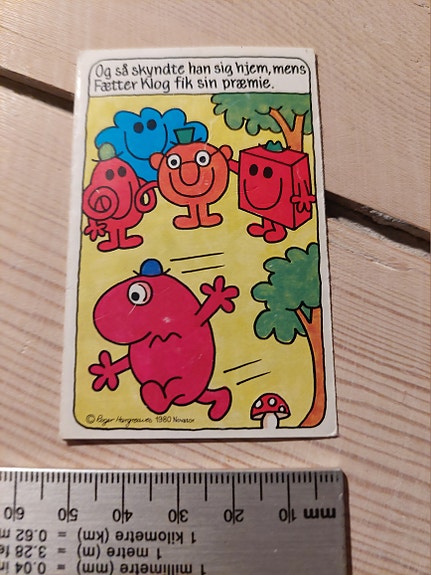 Og så skyndte han sig hjem, mens
Fætter Klog fik sin præmie.
© Roger Hargreaves 1980 Novasor
mm 10 20 30 40 50 60
1 kilometre (km) = 0.62 m
1 metre (m) = 3.28 fe
1 millimetre (mm) = 0.04 in